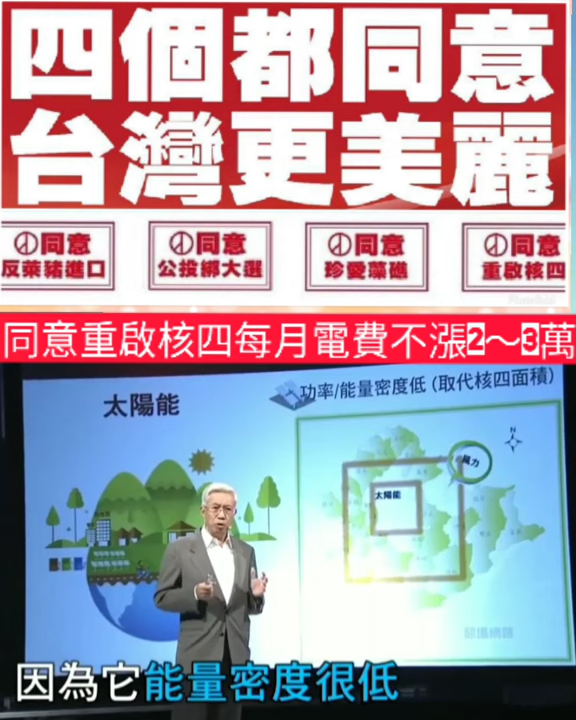 四個都同意
台灣更美麗
同意
反萊豬進口
同意
公投綁大選
同意
珍愛藻礁
同意
重啟核四
同意重啟核四每月電費不漲2～3萬
太陽能
功率/能量密度低 (取代核四面積)
N
風力
太陽能
因為它能量密度很低